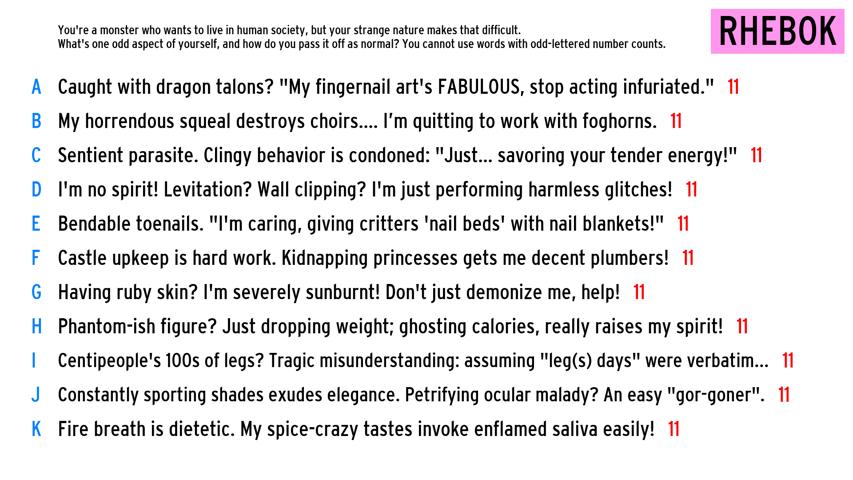 You're a monster who wants to live in human society, but your strange nature makes that difficult.
What's one odd aspect of yourself, and how do you pass it off as normal? You cannot use words with odd-lettered number counts.
RHEBOK
A Caught with dragon talons? "My fingernail art's FABULOUS, stop acting infuriated." 11
B My horrendous squeal destroys choirs.... I'm quitting to work with foghorns. 11
C Sentient parasite. Clingy behavior is condoned: "Just... savoring your tender energy!" 11
D I'm no spirit! Levitation? Wall clipping? I'm just performing harmless glitches! 11
E Bendable toenails. "I'm caring, giving critters 'nail beds' with nail blankets!" 11
F Castle upkeep is hard work. Kidnapping princesses gets me decent plumbers! 11
G Having ruby skin? I'm severely sunburnt! Don't just demonize me, help! 11
H Phantom-ish figure? Just dropping weight; ghosting calories, really raises my spirit! 11
I Centipeople's 100s of legs? Tragic misunderstanding: assuming "leg(s) days" were verbatim... 11
J Constantly sporting shades exudes elegance. Petrifying ocular malady? An easy "gor-goner". 11
K Fire breath is dietetic. My spice-crazy tastes invoke enflamed saliva easily! 11